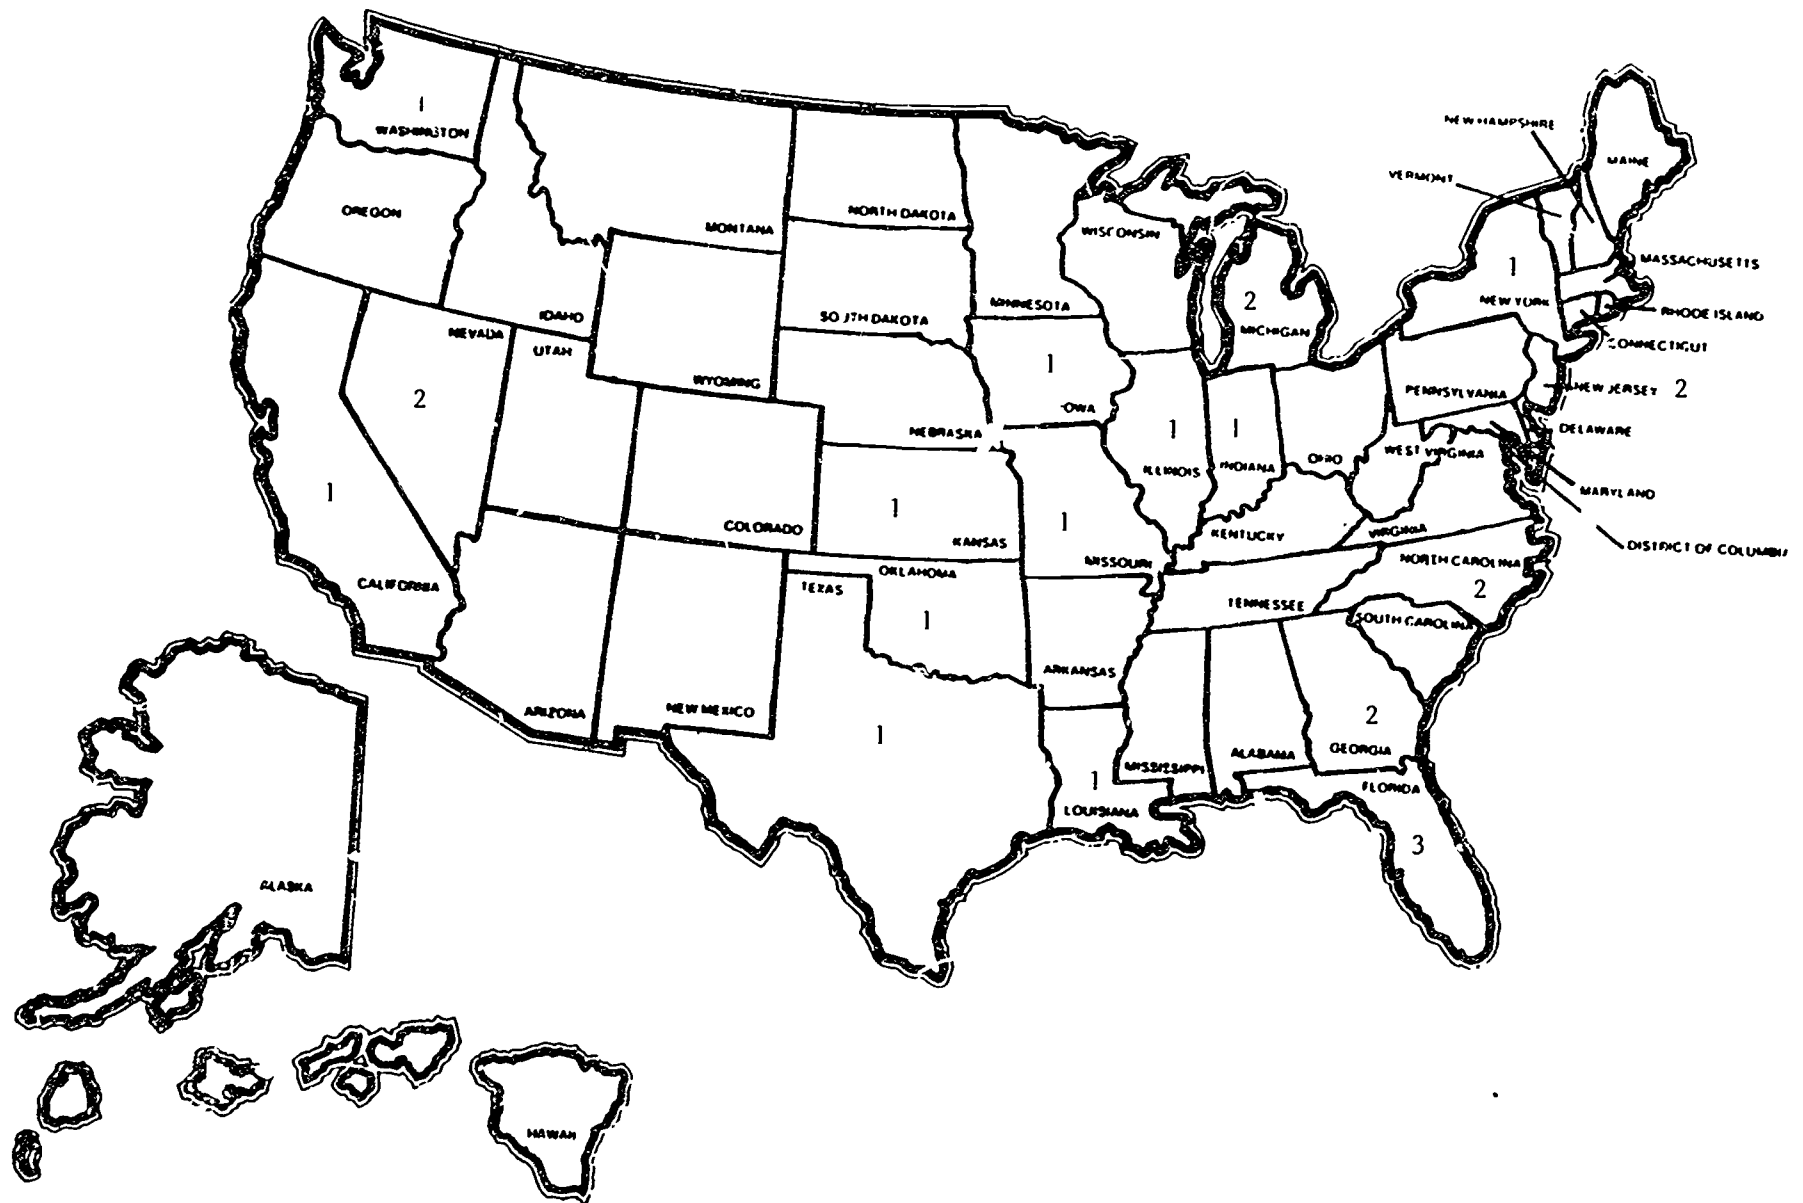 1
WASHINGTON
OREGON
MONTANA
IDAHO
NORTH DAKOTA
SOUTH DAKOTA
MINNESOTA
WISCONSIN
2
MICHIGAN
NEW HAMPSHIRE
VERMONT
MAINE
MASSACHUSETTS
1
NEW YORK
RHODE ISLAND
CONNECTICUT
NEVADA
2
UTAH
WYOMING
NEBRASKA
1
IOWA
1
ILLINOIS
1
INDIANA
OHIO
PENNSYLVANIA
NEW JERSEY 2
DELAWARE
WEST VIRGINIA
MARYLAND
DISTRICT OF COLUMBIA
1
CALIFORNIA
COLORADO
1
KANSAS
1
MISSOURI
KENTUCKY
VIRGINIA
NORTH CAROLINA
2
TENNESSEE
SOUTH CAROLINA
OKLAHOMA
1
TEXAS
1
ARKANSAS
ARIZONA
NEW MEXICO
1
LOUISIANA
MISSISSIPPI
ALABAMA
2
GEORGIA
FLORIDA
3
ALASKA
HAWAII